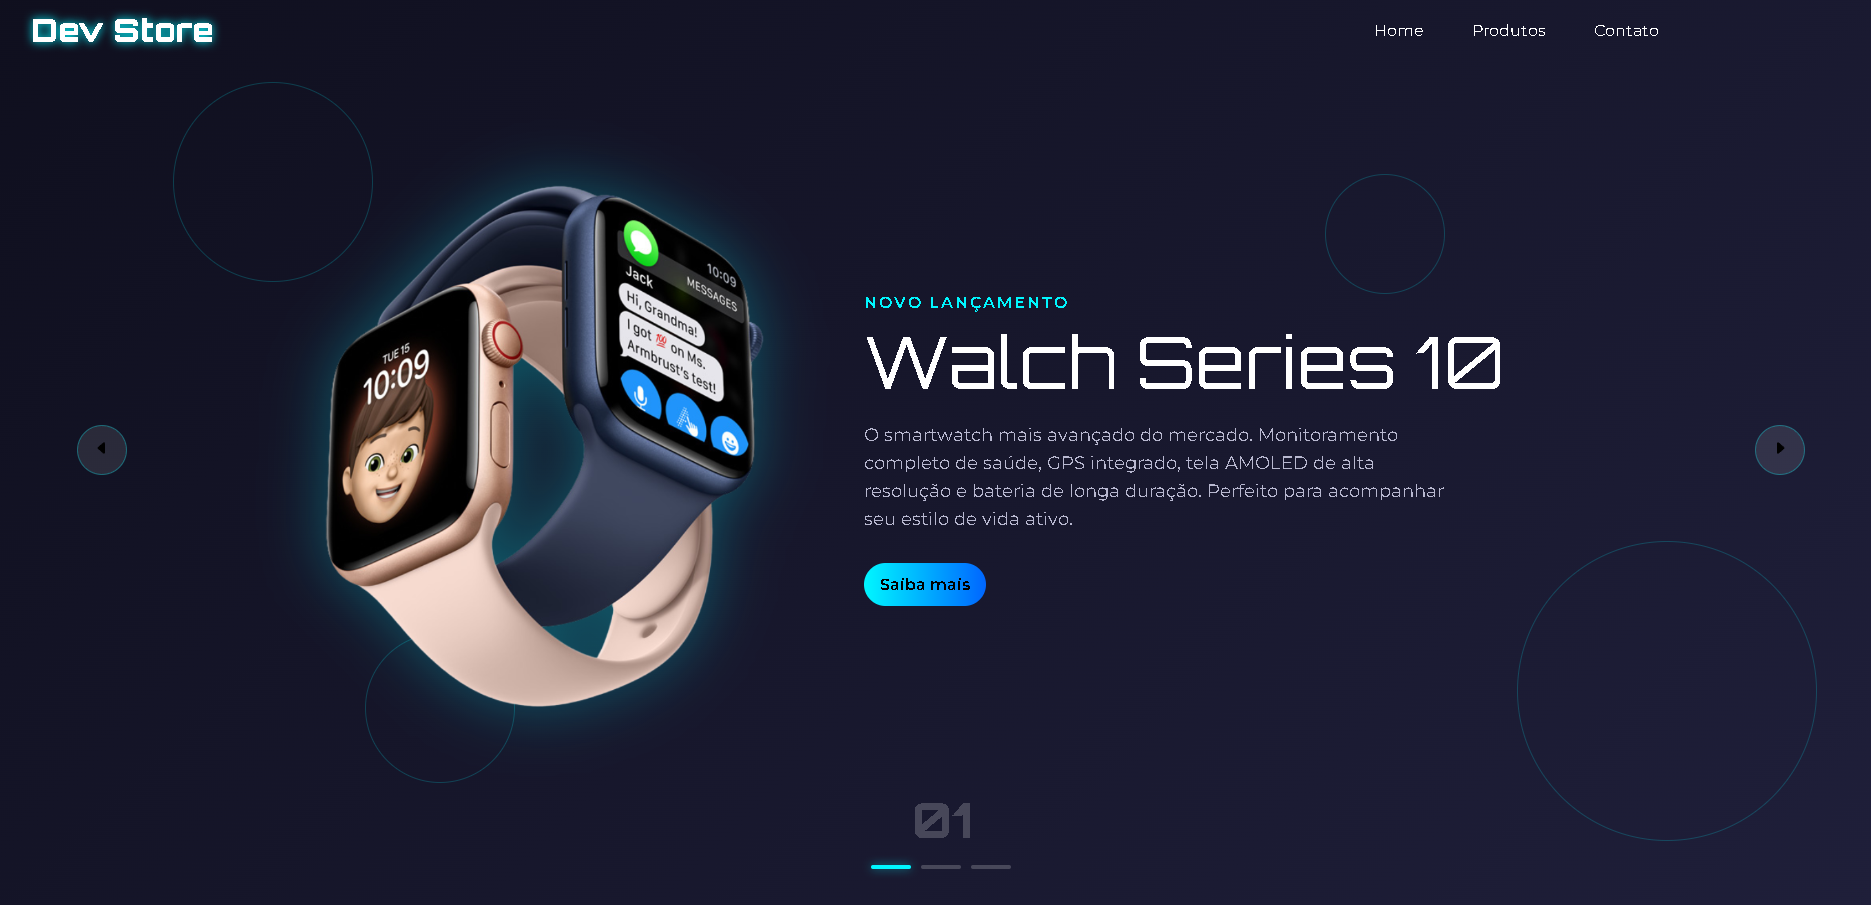 Dev Store
Home
Produtos
Contato
10:09
MESSAGES
Jack
Hi, Grandma!
I got 💯 on Ms.
Armbrust's test!
TUE 15
10:09
NOVO LANÇAMENTO
Walch Series 10
O smartwatch mais avançado do mercado. Monitoramento
completo de saúde, GPS integrado, tela AMOLED de alta
resolução e bateria de longa duração. Perfeito para acompanhar
seu estilo de vida ativo.
Saiba mais
01